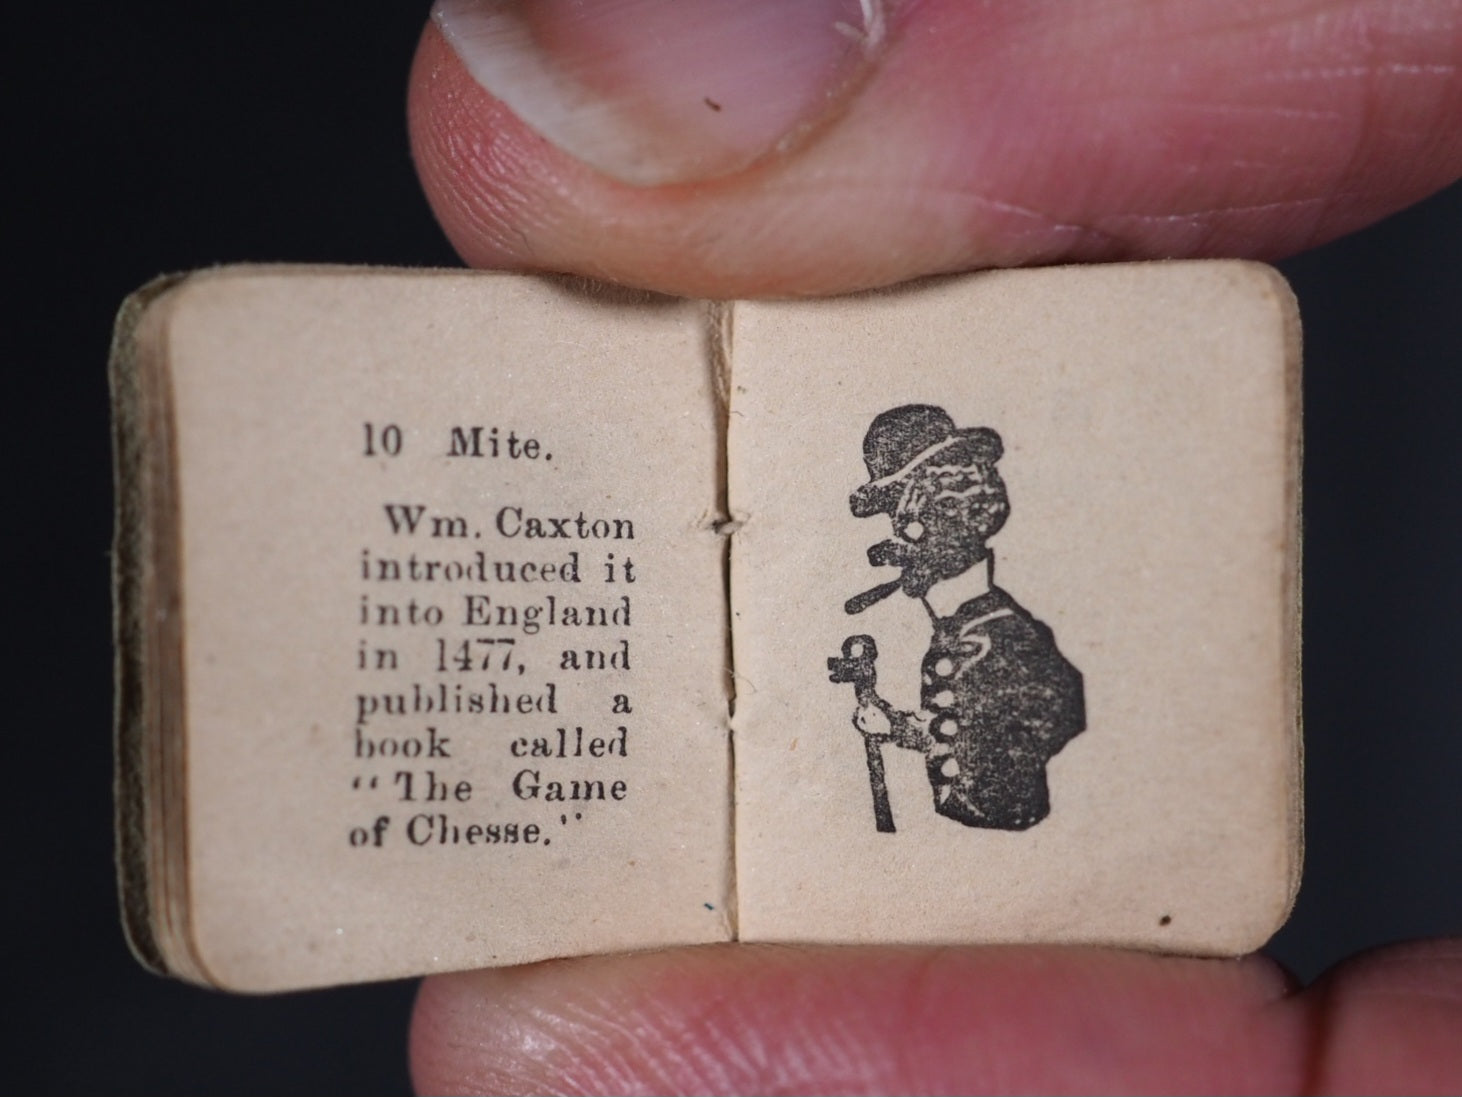 10 Mite.
Wm. Caxton
introduced it
into England
in 1477, and
published a
book called
“The Game
of Chesse.”